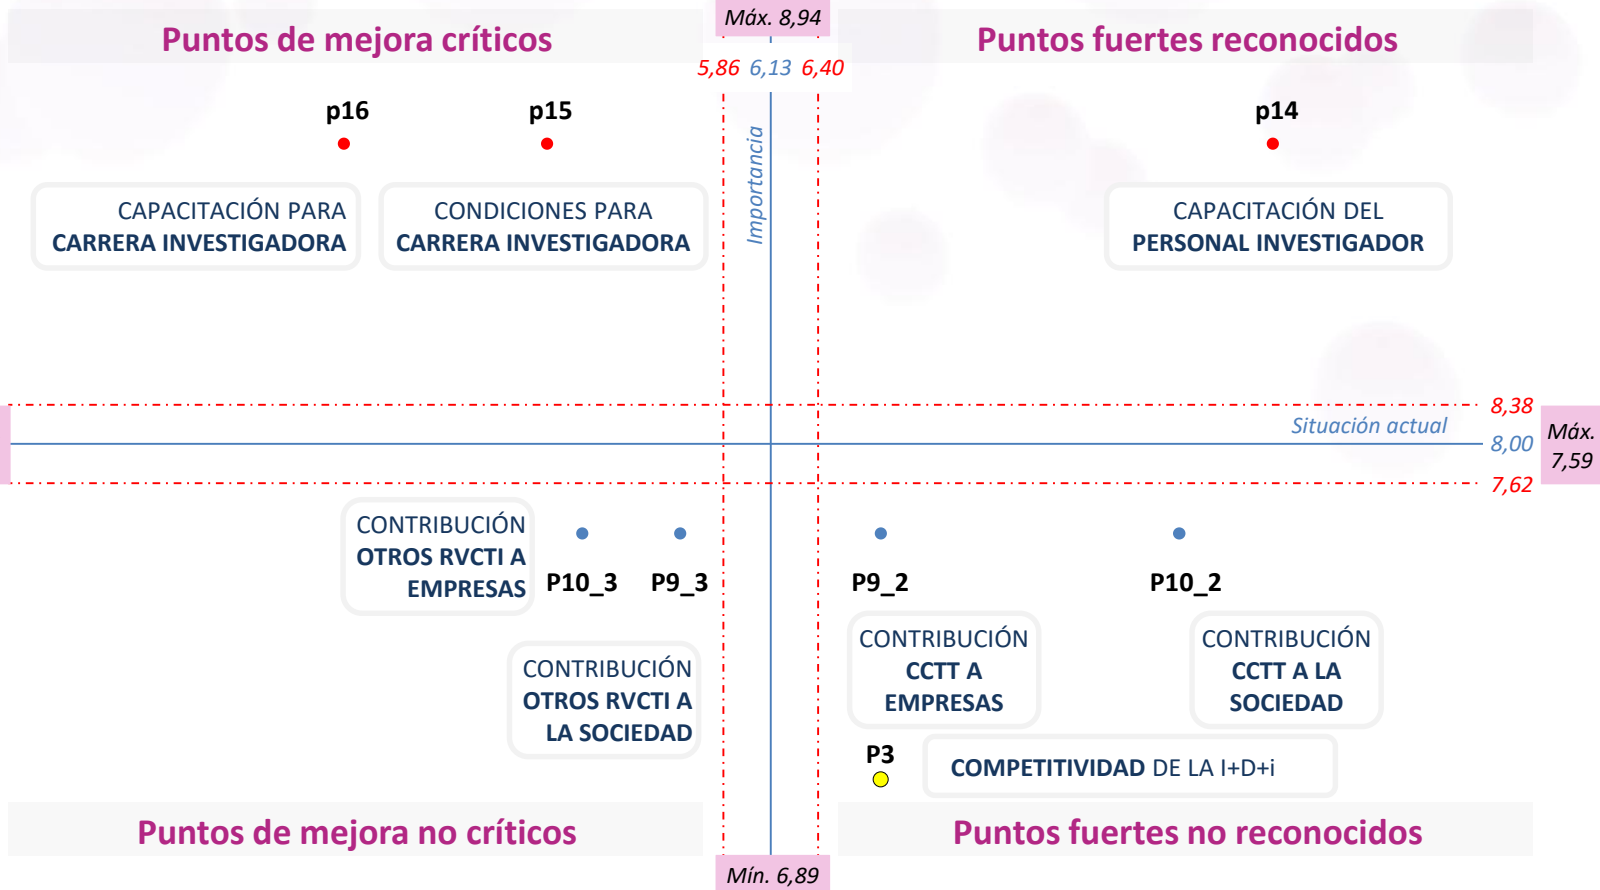 Máx. 8,94
Puntos de mejora críticos
Puntos fuertes reconocidos
5,86 6,13 6,40
p16
p15
p14
Importancia
CAPACITACIÓN PARA
CARRERA INVESTIGADORA
CONDICIONES PARA
CARRERA INVESTIGADORA
CAPACITACIÓN DEL
PERSONAL INVESTIGADOR
8,38
Situación actual
8,00
Máx.
7,59
7,62
CONTRIBUCIÓN
OTROS RVCTI A
EMPRESAS
P10_3
P9_3
P9_2
P10_2
CONTRIBUCIÓN
OTROS RVCTI A
LA SOCIEDAD
CONTRIBUCIÓN
CCTT A
EMPRESAS
CONTRIBUCIÓN
CCTT A LA
SOCIEDAD
P3
COMPETITIVIDAD DE LA I+D+i
Puntos de mejora no críticos
Puntos fuertes no reconocidos
Mín. 6,89